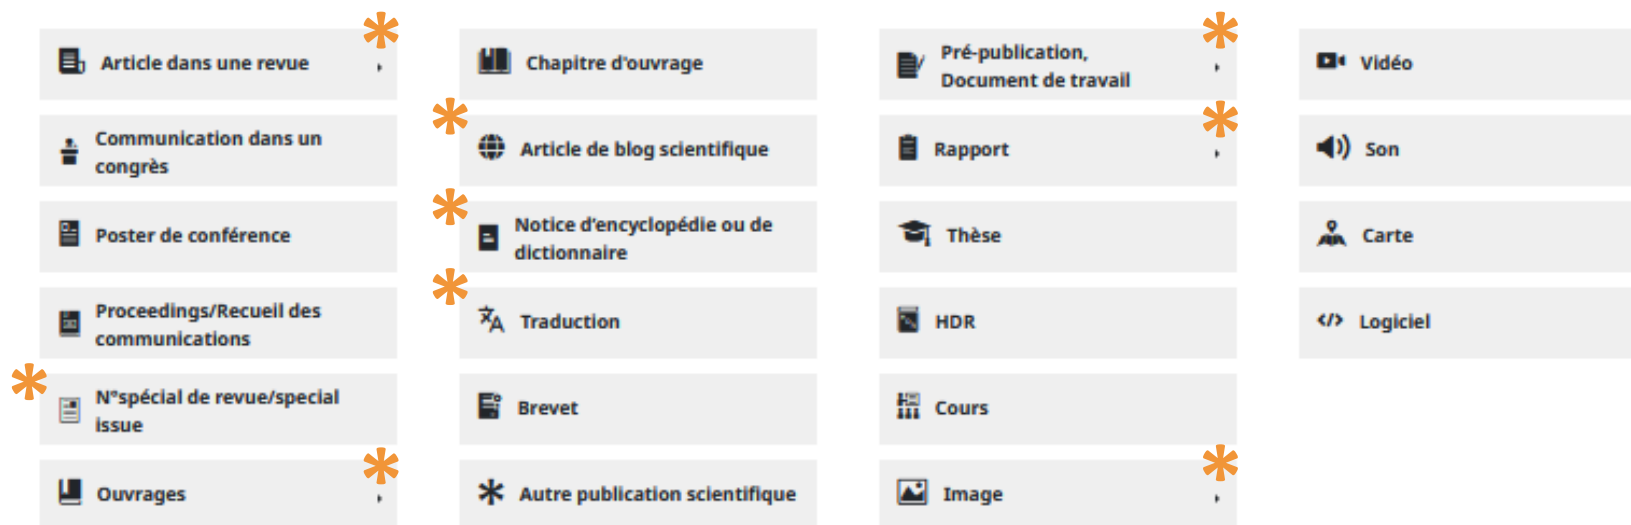 Article dans une revue
Communication dans un
congrès
Poster de conférence
Proceedings/Recueil des
communications
N°spécial de revue/special
issue
Ouvrages
Chapitre d'ouvrage
Article de blog scientifique
Notice d'encyclopédie ou de
dictionnaire
Traduction
Brevet
Autre publication scientifique
Pré-publication,
Document de travail
Rapport
Thèse
HDR
Cours
Image
Vidéo
Son
Carte
Logiciel